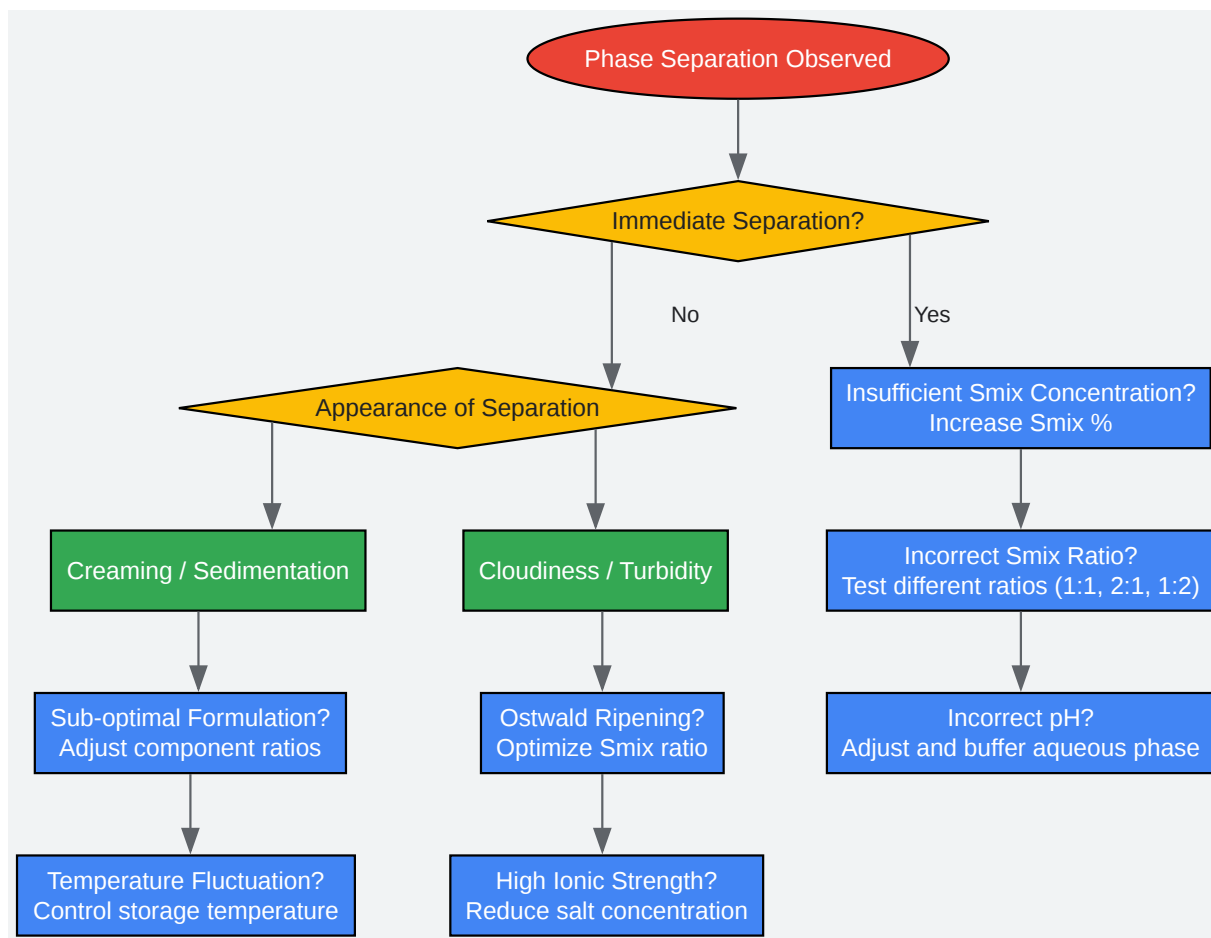 Phase Separation Observed
Immediate Separation?
No
Yes
Appearance of Separation
Insufficient Smix Concentration?
Increase Smix %
Creaming / Sedimentation
Cloudiness / Turbidity
Incorrect Smix Ratio?
Test different ratios (1:1, 2:1, 1:2)
Sub-optimal Formulation?
Adjust component ratios
Ostwald Ripening?
Optimize Smix ratio
Incorrect pH?
Adjust and buffer aqueous phase
Temperature Fluctuation?
Control storage temperature
High Ionic Strength?
Reduce salt concentration